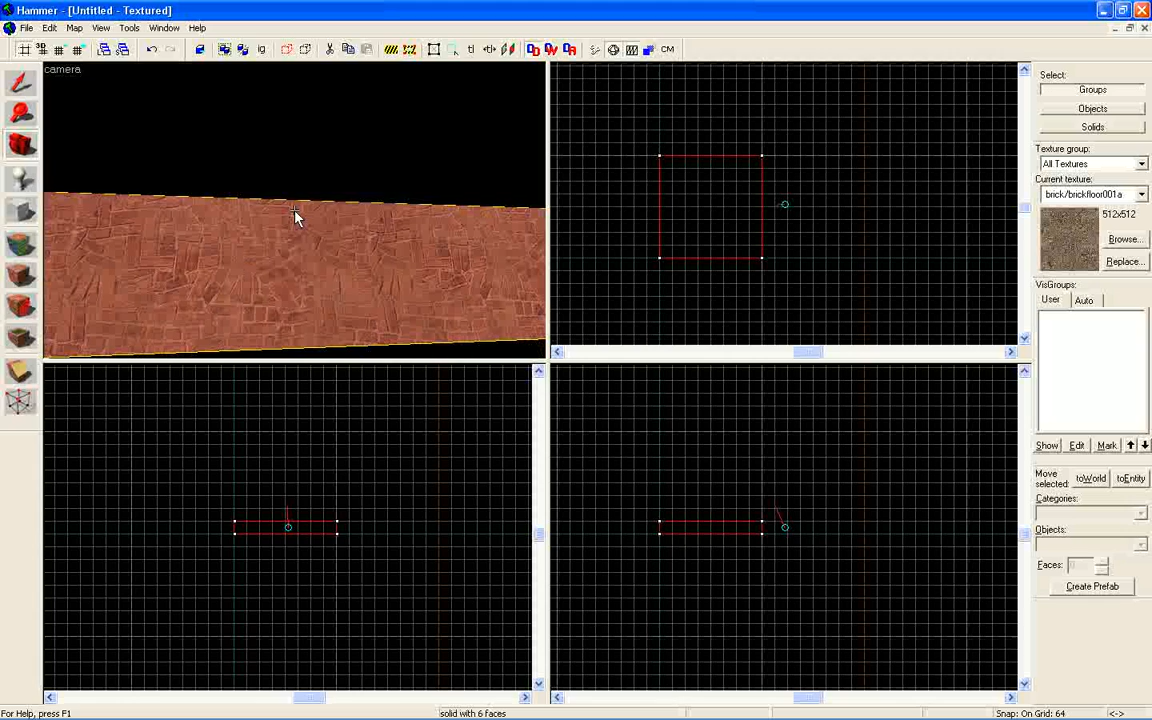 Hammer - [Untitled - Textured]
File Edit Map View Tools Window Help
camera
Select:
Groups
Objects
Solids
Texture group:
All Textures
Current texture:
brick/brickfloor001a
512x512
Browse...
Replace...
VisGroups:
User Auto
Show Edit Mark
Move selected: toWorld toEntity
Categories:
Objects:
Faces: 0
Create Prefab
For Help, press F1 solid with 6 faces Snap: On Grid: 64 <->